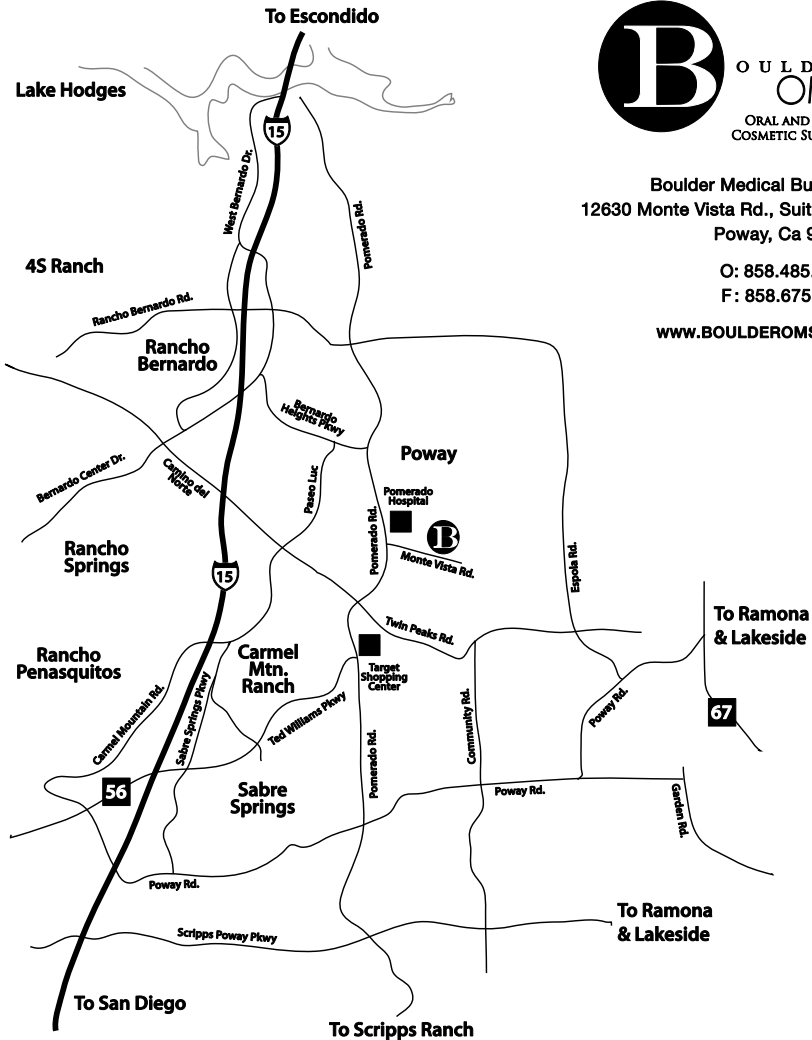 To Escondido
Lake Hodges
B OULD
ORAL AND
COSMETIC SU
Boulder Medical Bu
12630 Monte Vista Rd., Suit
Poway, Ca 9
O: 858.485.
F: 858.675
www.BOULDEROMS
15
West Bernardo Dr.
Pomerado Rd.
4S Ranch
Rancho Bernardo Rd.
Rancho
Bernardo
Bernardo
Heights Pkwy
Bernardo Center Dr.
Camino del
Norte
Paseo Luc
Poway
Pomerado
Hospital
B
Pomerado Rd.
Monte Vista Rd.
Espola Rd.
Rancho
Springs
15
Twin Peaks Rd.
To Ramona
& Lakeside
Rancho
Penasquitos
Carmel
Mtn.
Ranch
Target
Shopping
Center
Carmel Mountain Rd.
Sabre Springs Pkwy
Ted Williams Pkwy
Pomerado Rd.
Community Rd.
Poway Rd.
67
56
Sabre
Springs
Poway Rd.
Garden Rd.
Poway Rd.
Scripps Poway Pkwy
To Ramona
& Lakeside
To San Diego
To Scripps Ranch